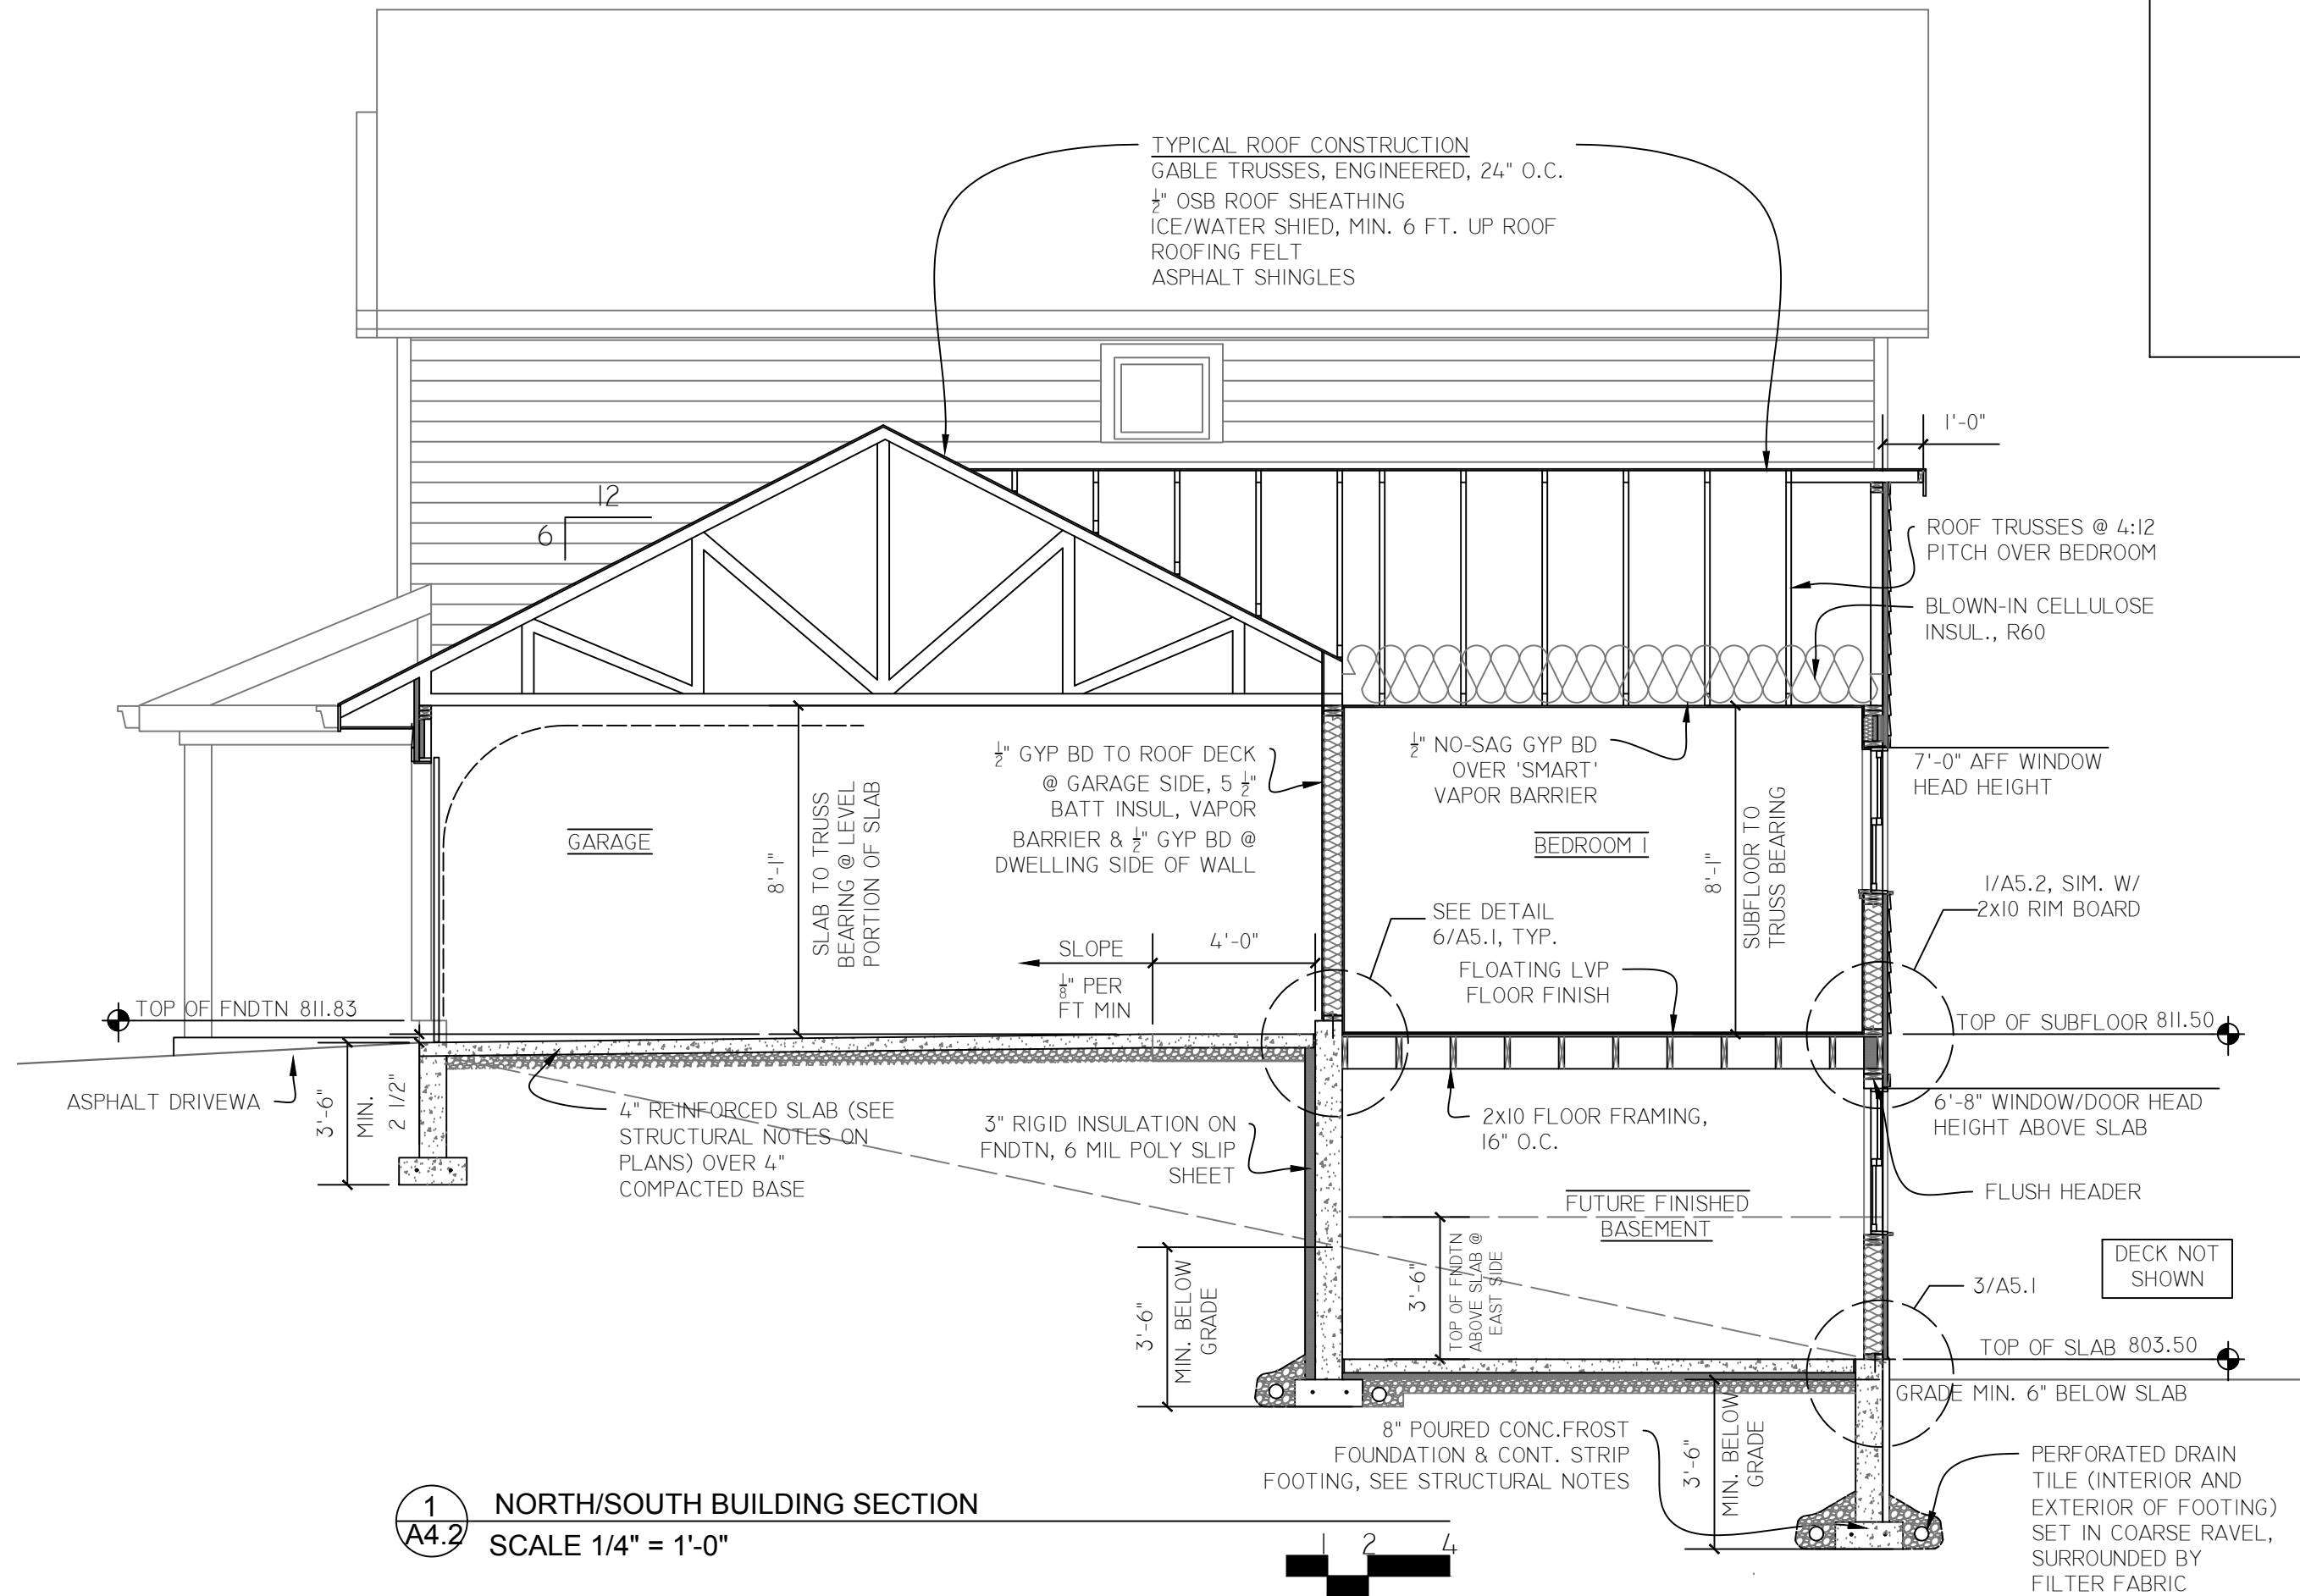 TYPICAL ROOF CONSTRUCTION
GABLE TRUSSES, ENGINEERED, 24" O.C.
½" OSB ROOF SHEATHING
ICE/WATER SHIED, MIN. 6 FT. UP ROOF
ROOFING FELT
ASPHALT SHINGLES
1'-0"
12
6
ROOF TRUSSES @ 4:12
PITCH OVER BEDROOM
BLOWN-IN CELLULOSE
INSUL., R60
½" GYP BD TO ROOF DECK
@ GARAGE SIDE, 5 ½"
BATT INSUL, VAPOR
BARRIER & ½" GYP BD @
DWELLING SIDE OF WALL
½" NO-SAG GYP BD
OVER 'SMART'
VAPOR BARRIER
7'-0" AFF WINDOW
HEAD HEIGHT
GARAGE
8'-1"
SLAB TO TRUSS
BEARING @ LEVEL
PORTION OF SLAB
BEDROOM 1
8'-1"
SUBFLOOR TO
TRUSS BEARING
1/A5.2, SIM. W/
2X10 RIM BOARD
SEE DETAIL
6/A5.1, TYP.
SLOPE
⅛" PER
FT MIN
4'-0"
FLOATING LVP
FLOOR FINISH
TOP OF FNDTN 811.83
TOP OF SUBFLOOR 811.50
ASPHALT DRIVEWA
3'-6"
MIN.
2 1/2"
4" REINFORCED SLAB (SEE
STRUCTURAL NOTES ON
PLANS) OVER 4"
COMPACTED BASE
3" RIGID INSULATION ON
FNDTN, 6 MIL POLY SLIP
SHEET
2X10 FLOOR FRAMING,
16" O.C.
6'-8" WINDOW/DOOR HEAD
HEIGHT ABOVE SLAB
FLUSH HEADER
FUTURE FINISHED
BASEMENT
3'-6"
TOP OF FNDTN
ABOVE SLAB @
EAST SIDE
3'-6"
MIN. BELOW
GRADE
DECK NOT
SHOWN
3/A5.1
TOP OF SLAB 803.50
GRADE MIN. 6" BELOW SLAB
8" POURED CONC.FROST
FOUNDATION & CONT. STRIP
FOOTING, SEE STRUCTURAL NOTES
3'-6"
MIN. BELOW
GRADE
PERFORATED DRAIN
TILE (INTERIOR AND
EXTERIOR OF FOOTING)
SET IN COARSE RAVEL,
SURROUNDED BY
FILTER FABRIC
1
A4.2
NORTH/SOUTH BUILDING SECTION
SCALE 1/4" = 1'-0"
1 2 4